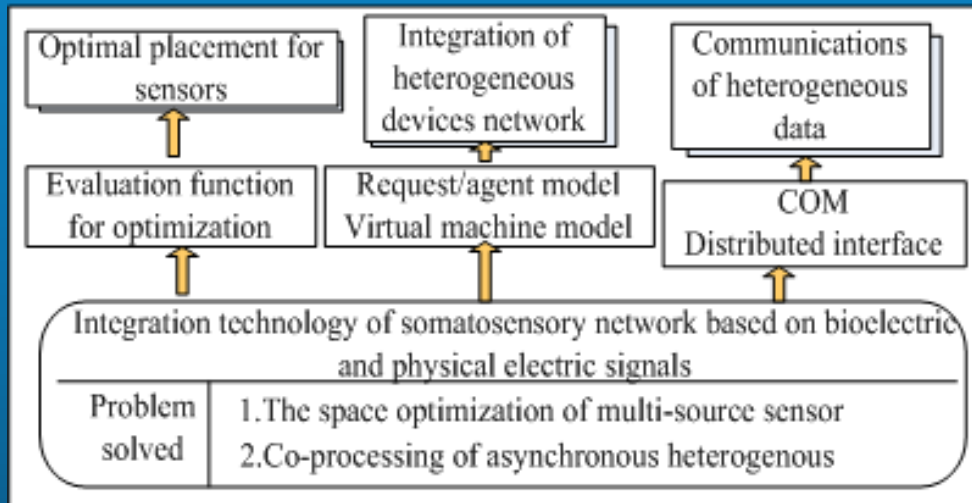 Optimal placement for
sensors
Integration of
heterogeneous
devices network
Communications
of heterogeneous
data
Evaluation function
for optimization
Request/agent model
Virtual machine model
COM
Distributed interface
Integration technology of somatosensory network based on bioelectric
and physical electric signals
Problem
solved
1.The space optimization of multi-source sensor
2.Co-processing of asynchronous heterogenous